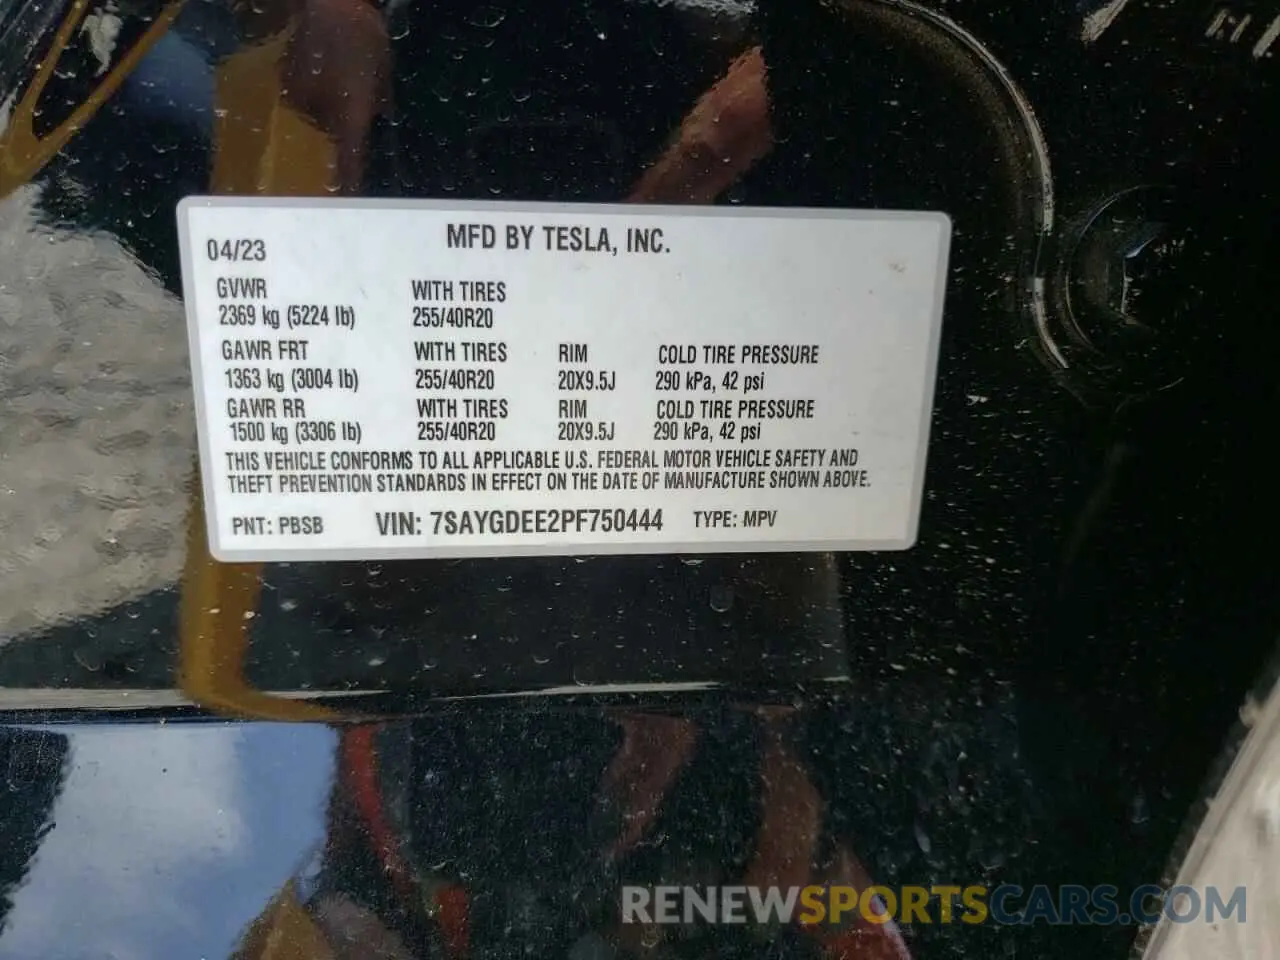 04/23 MFD BY TESLA, INC.
GVWR WITH TIRES
2369 kg (5224 lb) 255/40R20
GAWR FRT WITH TIRES RIM COLD TIRE PRESSURE
1363 kg (3004 lb) 255/40R20 20X9.5J 290 kPa, 42 psi
GAWR RR WITH TIRES RIM COLD TIRE PRESSURE
1500 kg (3306 lb) 255/40R20 20X9.5J 290 kPa, 42 psi
THIS VEHICLE CONFORMS TO ALL APPLICABLE U.S. FEDERAL MOTOR VEHICLE SAFETY AND
THEFT PREVENTION STANDARDS IN EFFECT ON THE DATE OF MANUFACTURE SHOWN ABOVE.
PNT: PBSB VIN: 7SAYGDEE2PF750444 TYPE: MPV
RENEWSPORTSCARS.COM